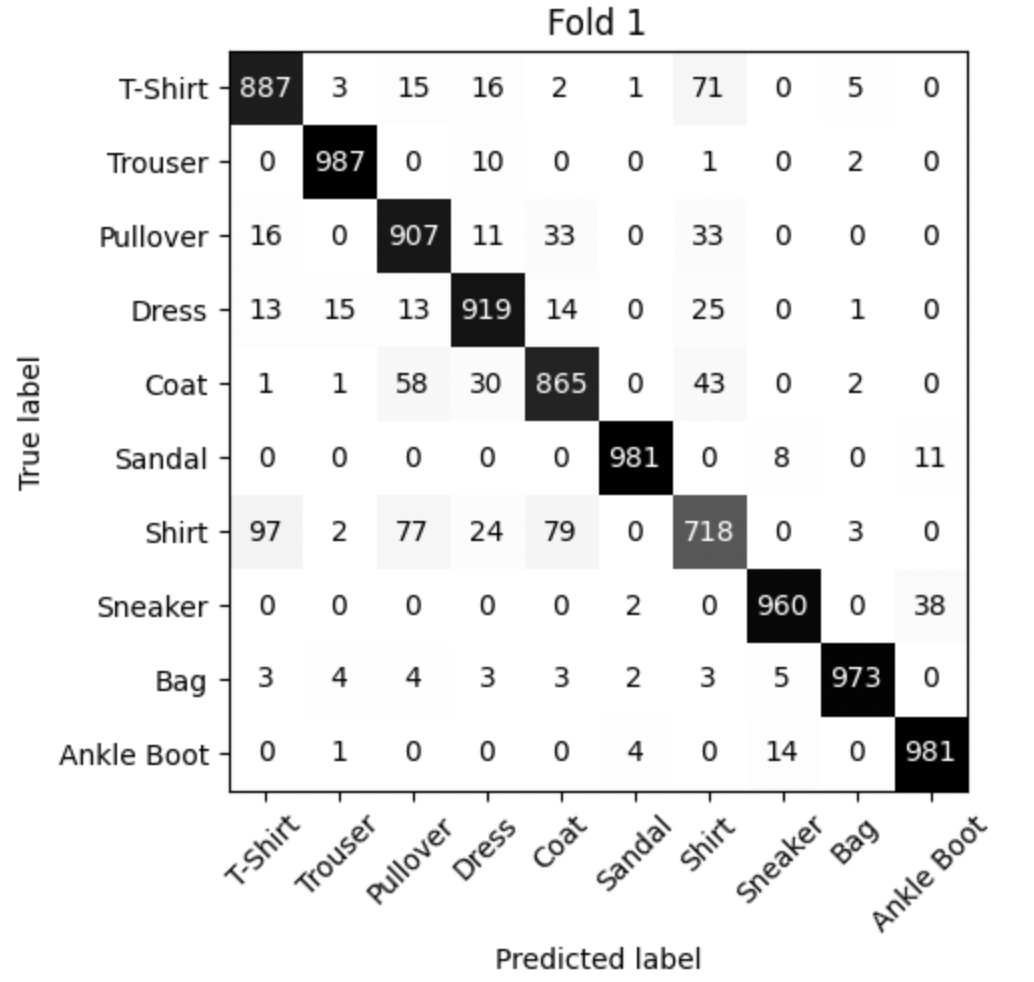 Fold 1
T-Shirt 887 3 15 16 2 1 71 0 5 0
Trouser 0 987 0 10 0 0 1 0 2 0
Pullover 16 0 907 11 33 0 33 0 0 0
Dress 13 15 13 919 14 0 25 0 1 0
Coat 1 1 58 30 865 0 43 0 2 0
Sandal 0 0 0 0 0 981 0 8 0 11
Shirt 97 2 77 24 79 0 718 0 3 0
Sneaker 0 0 0 0 0 2 0 960 0 38
Bag 3 4 4 3 3 2 3 5 973 0
Ankle Boot 0 1 0 0 0 4 0 14 0 981
True label
T-Shirt Trouser Pullover Dress Coat Sandal Shirt Sneaker Bag Ankle Boot
Predicted label